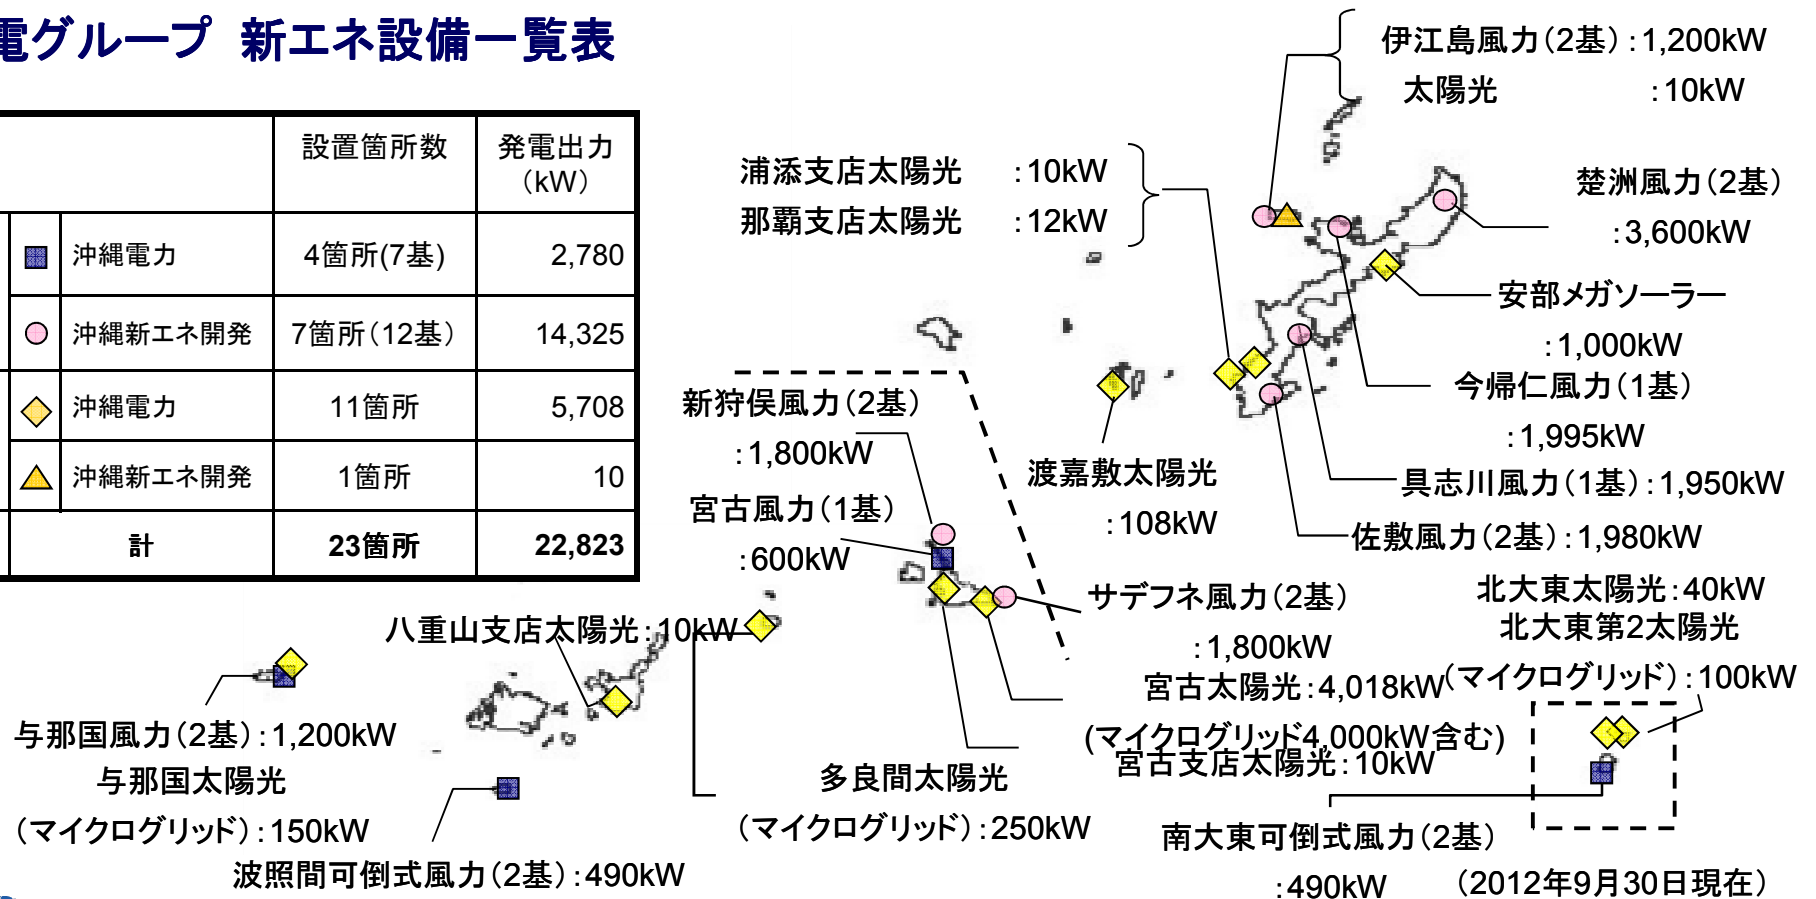 電グループ 新エネ設備一覧表
設置箇所数 発電出力
(kW)
沖縄電力 4箇所(7基) 2,780
沖縄新エネ開発 7箇所(12基) 14,325
沖縄電力 11箇所 5,708
沖縄新エネ開発 1箇所 10
計 23箇所 22,823
伊江島風力(2基):1,200kW
太陽光 :10kW
浦添支店太陽光 :10kW
那覇支店太陽光 :12kW
楚洲風力(2基)
:3,600kW
安部メガソーラー
:1,000kW
今帰仁風力(1基)
:1,995kW
具志川風力(1基):1,950kW
佐敷風力(2基):1,980kW
新狩俣風力(2基)
:1,800kW
宮古風力(1基)
:600kW
渡嘉敷太陽光
:108kW
サデフネ風力(2基)
:1,800kW
宮古太陽光:4,018kW
(マイクログリッド4,000kW含む)
宮古支店太陽光:10kW
北大東太陽光:40kW
北大東第2太陽光
(マイクログリッド):100kW
八重山支店太陽光:10kW
与那国風力(2基):1,200kW
与那国太陽光
(マイクログリッド):150kW
波照間可倒式風力(2基):490kW
多良間太陽光
(マイクログリッド):250kW
南大東可倒式風力(2基)
:490kW
(2012年9月30日現在)